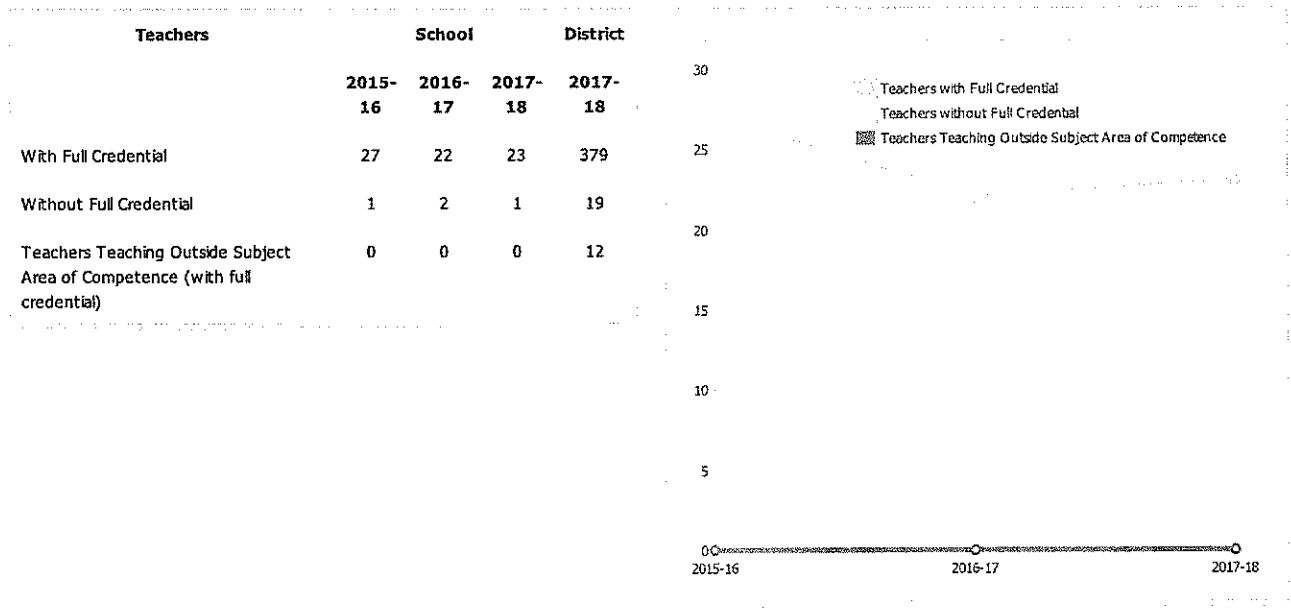 Teachers School District
2015- 2016- 2017- 2017-
16 17 18 18
With Full Credential 27 22 23 379
Without Full Credential 1 2 1 19
Teachers Teaching Outside Subject 0 0 0 12
Area of Competence (with full
credential)
30
Teachers with Full Credential
Teachers without Full Credential
Teachers Teaching Outside Subject Area of Competence
25
20
15
10
5
0
2015-16 2016-17 2017-18